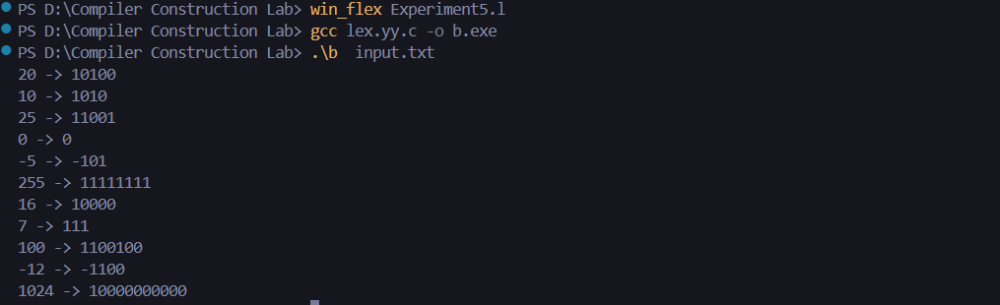 PS D:\Compiler Construction Lab> win_flex Experiment5.l
PS D:\Compiler Construction Lab> gcc lex.yy.c -o b.exe
PS D:\Compiler Construction Lab> .\b  input.txt
20 -> 10100
10 -> 1010
25 -> 11001
0 -> 0
-5 -> -101
255 -> 11111111
16 -> 10000
7 -> 111
100 -> 1100100
-12 -> -1100
1024 -> 10000000000